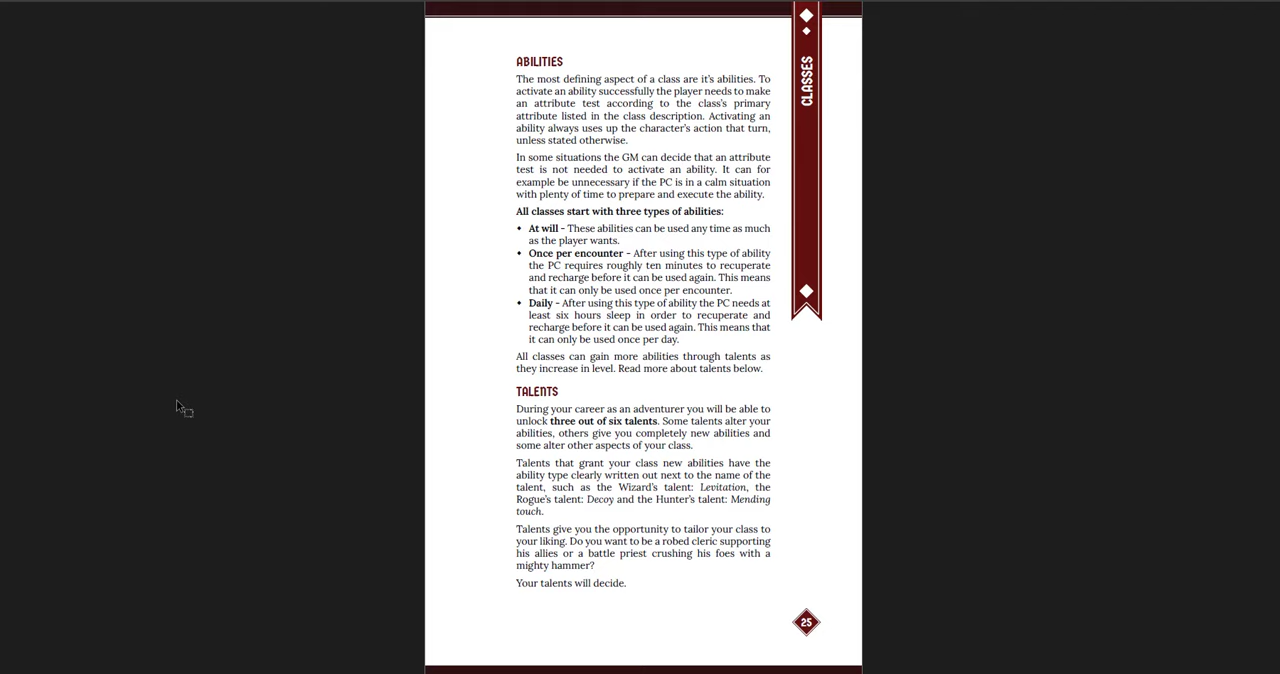 CLASSES
ABILITIES
The most defining aspect of a class are it's abilities. To
activate an ability successfully the player needs to make
an attribute test according to the class's primary
attribute listed in the class description. Activating an
ability always uses up the character's action that turn,
unless stated otherwise.
In some situations the GM can decide that an attribute
test is not needed to activate an ability. It can for
example be unnecessary if the PC is in a calm situation
with plenty of time to prepare and execute the ability.
All classes start with three types of abilities:
• At will - These abilities can be used any time as much
as the player wants.
• Once per encounter - After using this type of ability
the PC requires roughly ten minutes to recuperate
and recharge before it can be used again. This means
that it can only be used once per encounter.
• Daily - After using this type of ability the PC needs at
least six hours sleep in order to recuperate and
recharge before it can be used again. This means that
it can only be used once per day.
All classes can gain more abilities through talents as
they increase in level. Read more about talents below.
TALENTS
During your career as an adventurer you will be able to
unlock three out of six talents. Some talents alter your
abilities, others give you completely new abilities and
some alter other aspects of your class.
Talents that grant your class new abilities have the
ability type clearly written out next to the name of the
talent, such as the Wizard's talent: Levitation, the
Rogue's talent: Decoy and the Hunter's talent: Mending
touch.
Talents give you the opportunity to tailor your class to
your liking. Do you want to be a robed cleric supporting
his allies or a battle priest crushing his foes with a
mighty hammer?
Your talents will decide.
25